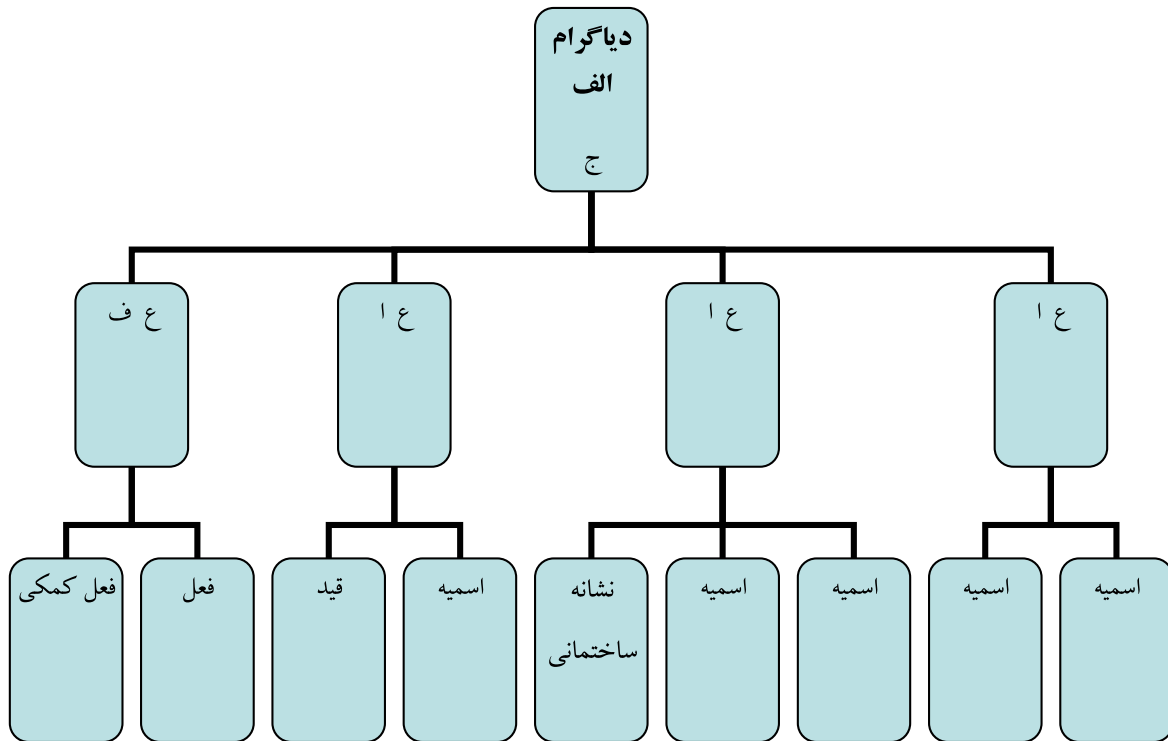 دیاگرام
الف
ج
ع ا
ع ا
ع ا
ع ف
اسمیه
اسمیه
اسمیه
اسمیه
نشانه
ساختمانی
اسمیه
قید
فعل
فعل کمکی